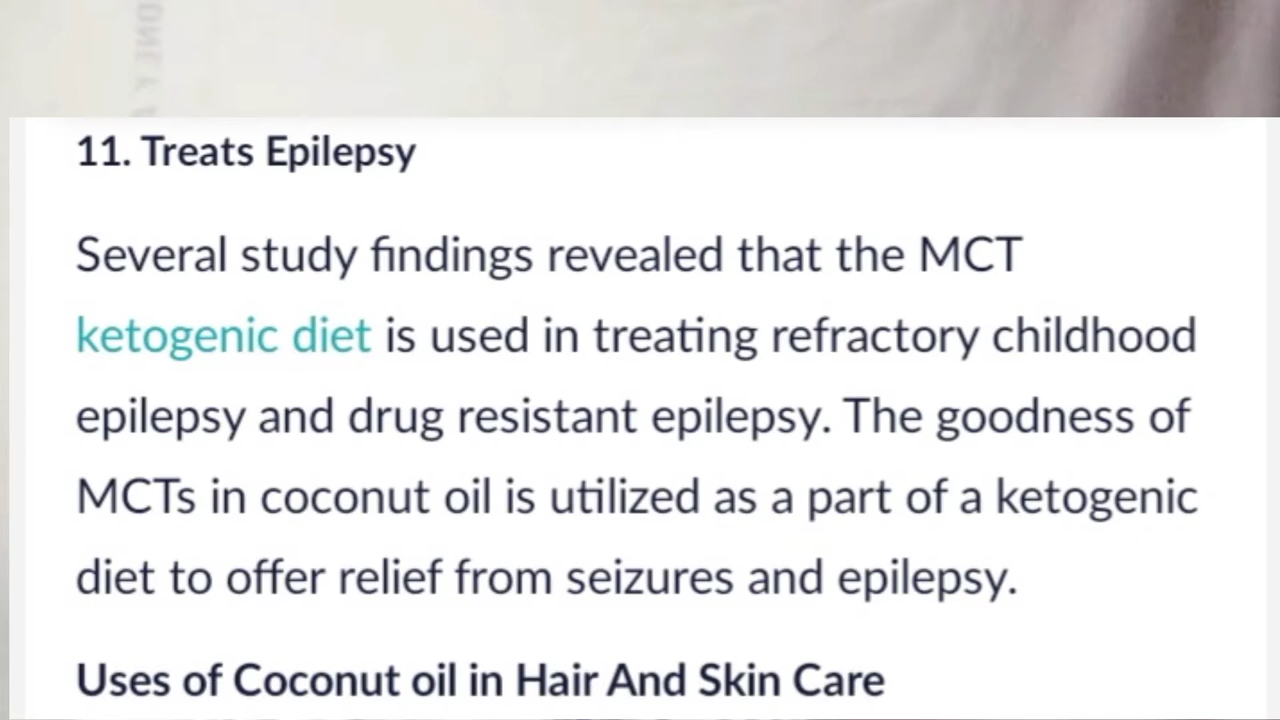 11. Treats Epilepsy
Several study findings revealed that the MCT
ketogenic diet is used in treating refractory childhood
epilepsy and drug resistant epilepsy. The goodness of
MCTs in coconut oil is utilized as a part of a ketogenic
diet to offer relief from seizures and epilepsy.
Uses of Coconut oil in Hair And Skin Care